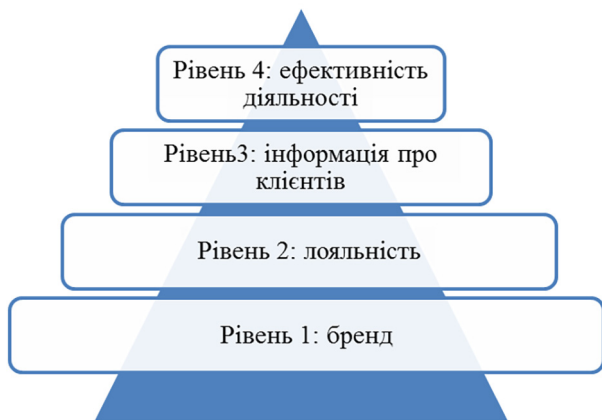 Рівень 4: ефективність
діяльності
Рівень3: інформація про
клієнтів
Рівень 2: лояльність
Рівень 1: бренд